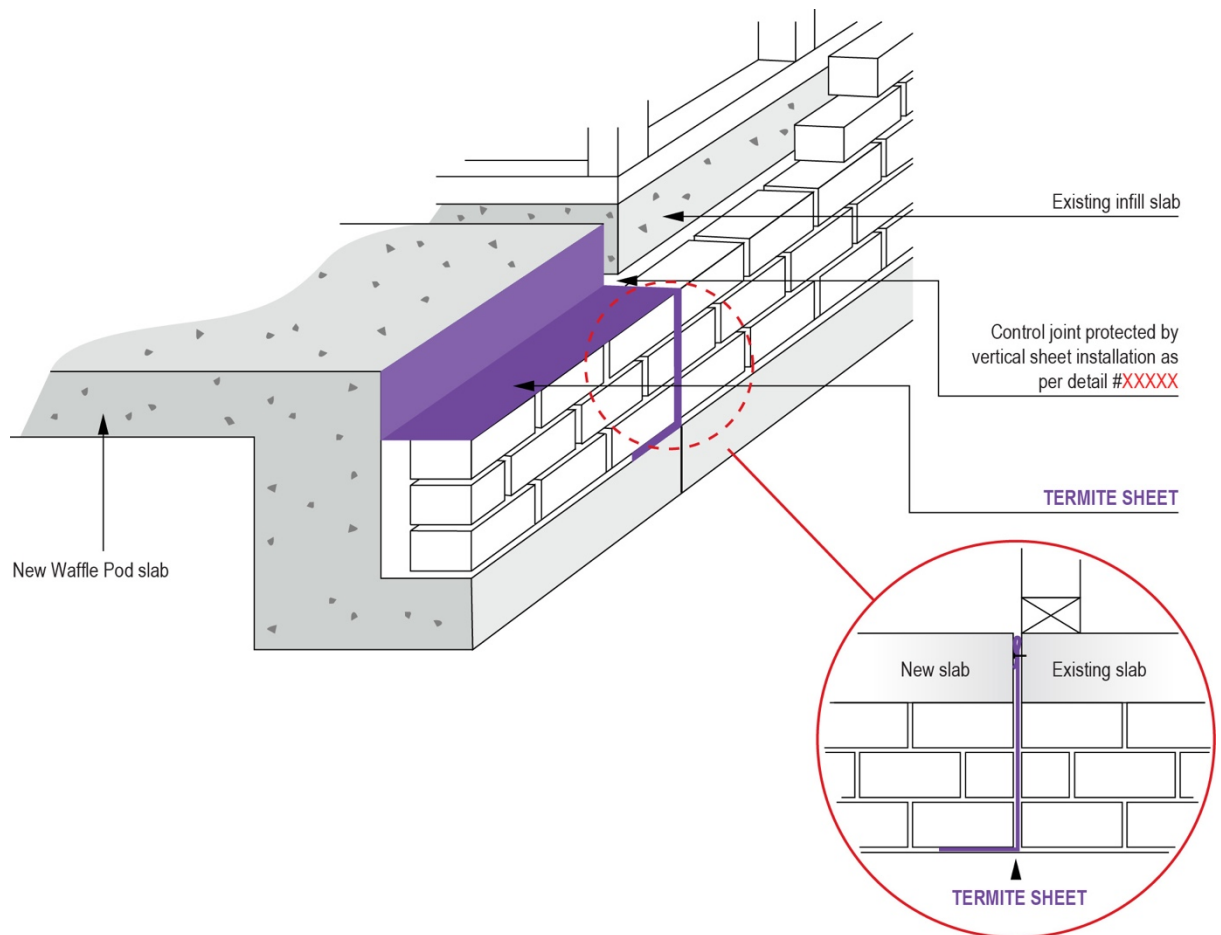 Existing infill slab
Control joint protected by
vertical sheet installation as
per detail #XXXXX
TERMITE SHEET
New Waffle Pod slab
New slab
Existing slab
TERMITE SHEET